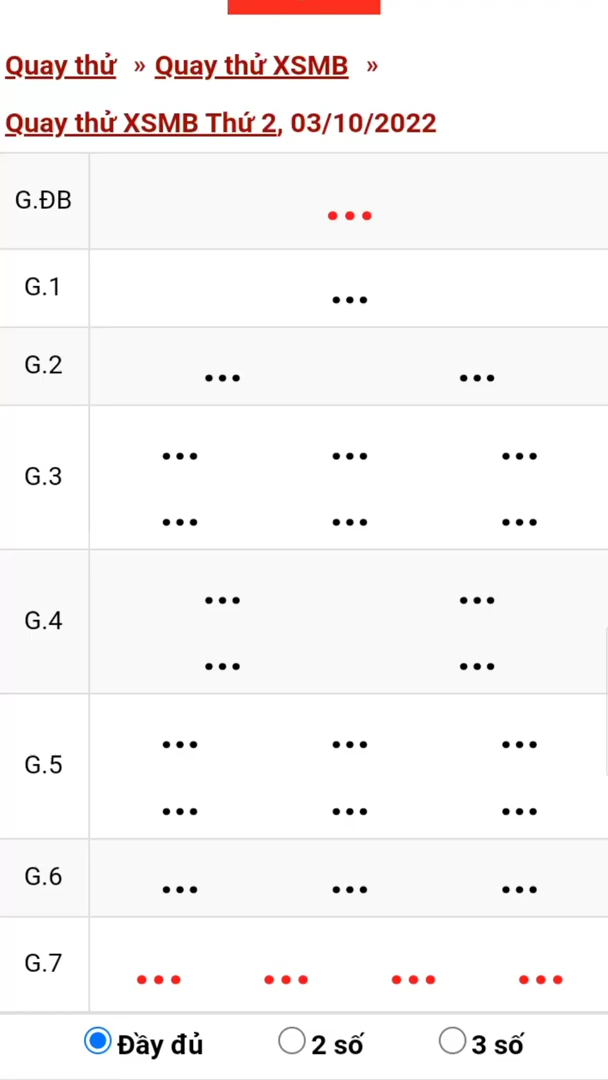 Quay thử » Quay thử XSMB »
Quay thử XSMB Thứ 2, 03/10/2022
G.ĐB ...
G.1 ...
G.2 ... ...
G.3 ... ... ...
... ... ...
G.4 ... ...
... ...
G.5 ... ... ...
... ... ...
G.6 ... ... ...
G.7 ... ... ... ...
Đầy đủ 2 số 3 số